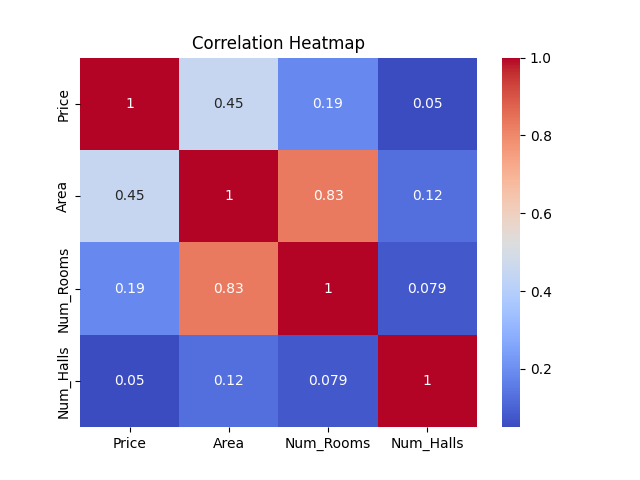 Correlation Heatmap
Price 1 0.45 0.19 0.05
Area 0.45 1 0.83 0.12
Num_Rooms 0.19 0.83 1 0.079
Num_Halls 0.05 0.12 0.079 1
Price Area Num_Rooms Num_Halls
1.0
0.8
0.6
0.4
0.2